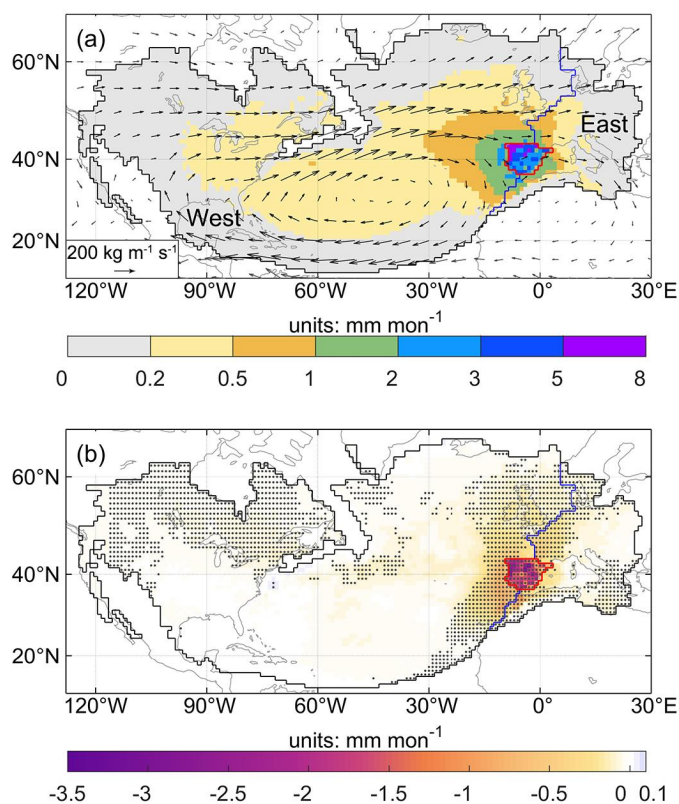 (a)
60°N
40°N
20°N
West
East
200 kg m⁻¹ s⁻¹
120°W 90°W 60°W 30°W 0° 30°E
units: mm mon⁻¹
0 0.2 0.5 1 2 3 5 8
(b)
60°N
40°N
20°N
120°W 90°W 60°W 30°W 0° 30°E
units: mm mon⁻¹
-3.5 -3 -2.5 -2 -1.5 -1 -0.5 0 0.1